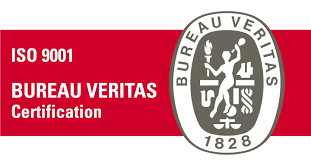 ISO 9001
BUREAU VERITAS
Certification
BUREAU VERITAS
1828